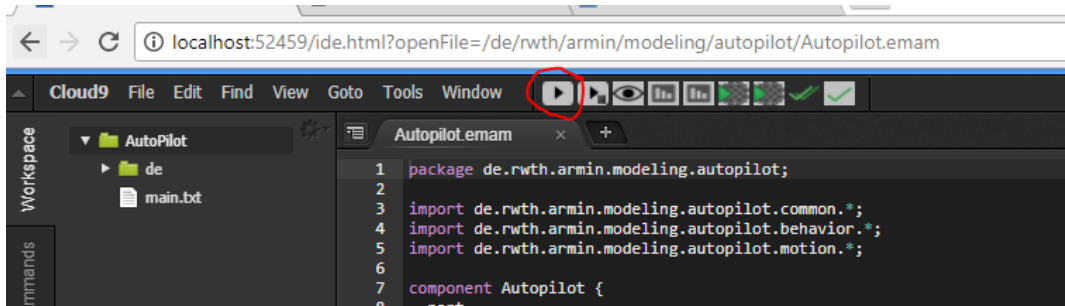 localhost:52459/ide.html?openFile=/de/rwth/armin/modeling/autopilot/Autopilot.emam
Cloud9 File Edit Find View Goto Tools Window
Workspace
AutoPilot
de
main.txt
Autopilot.emam × +
1 package de.rwth.armin.modeling.autopilot;
2
3 import de.rwth.armin.modeling.autopilot.common.*;
4 import de.rwth.armin.modeling.autopilot.behavior.*;
5 import de.rwth.armin.modeling.autopilot.motion.*;
6
7 component Autopilot {